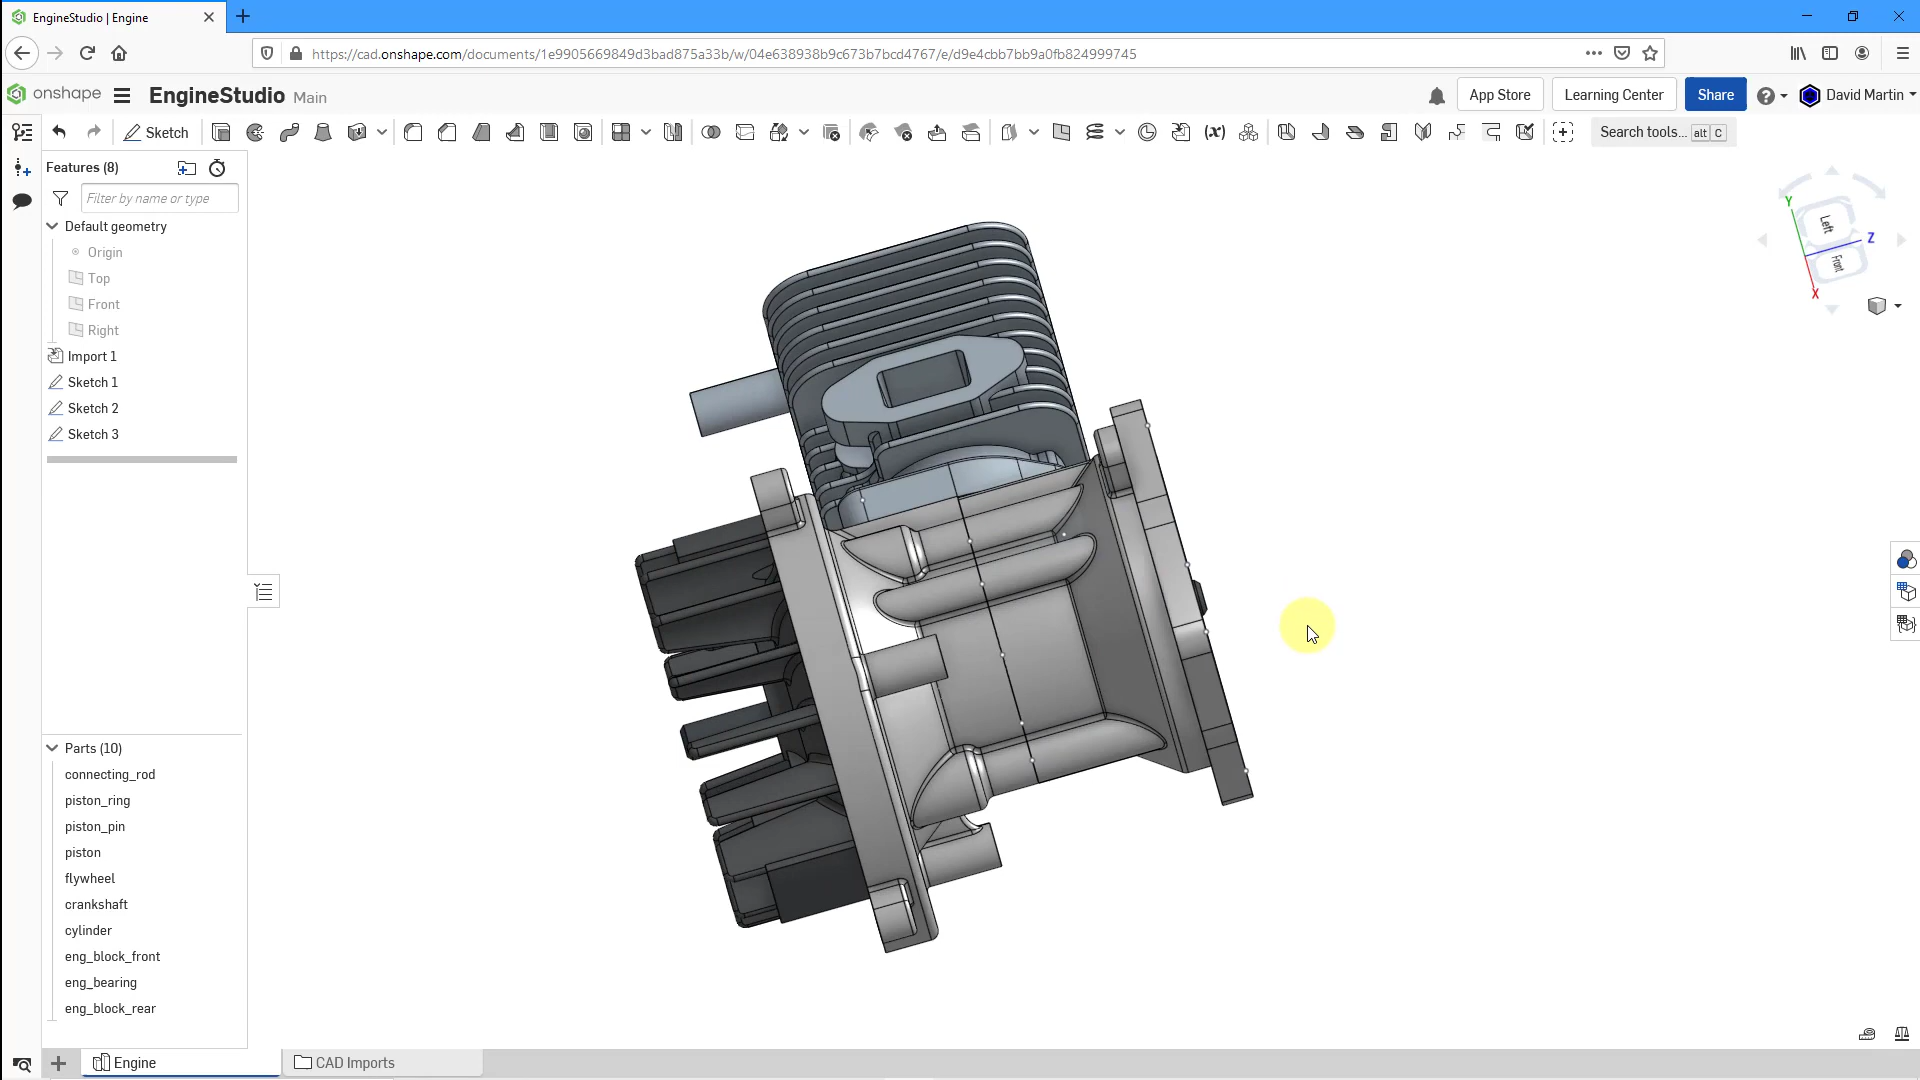 EngineStudio | Engine
https://cad.onshape.com/documents/1e9905669849d3bad875a33b/w/04e638938b9c673b7bcd4767/e/d9e4cbb7bb9a0fb824999745
onshape EngineStudio Main App Store Learning Center Share David Martin
Sketch Search tools... alt C
Features (8)
Filter by name or type
Default geometry
Origin
Top
Front
Right
Import 1
Sketch 1
Sketch 2
Sketch 3
Y
Left
Z
Front
X
Parts (10)
connecting_rod
piston_ring
piston_pin
piston
flywheel
crankshaft
cylinder
eng_block_front
eng_bearing
eng_block_rear
Engine CAD Imports